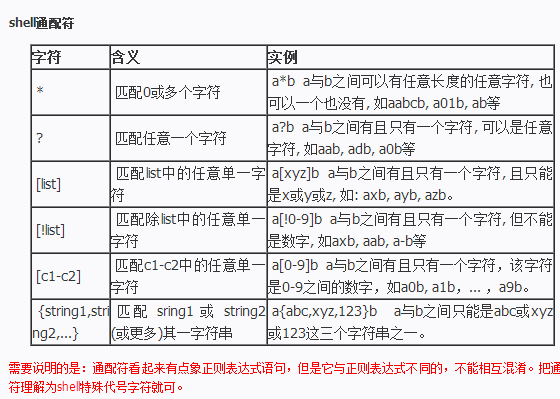 shell通配符
字符 含义 实例
* 匹配0或多个字符 a*b a与b之间可以有任意长度的任意字符, 也可以一个也没有, 如aabcb, a01b, ab等
? 匹配任意一个字符 a?b a与b之间有且只有一个字符, 可以是任意字符, 如aab, adb, a0b等
[list] 匹配list中的任意单一字符 a[xyz]b a与b之间有且只有一个字符, 且只能是x或y或z, 如: axb, ayb, azb。
[!list] 匹配除list中的任意单一字符 a[!0-9]b a与b之间有且只有一个字符, 但不能是数字, 如axb, aab, a-b等
[c1-c2] 匹配c1-c2中的任意单一字符 a[0-9]b a与b之间有且只有一个字符，该字符是0-9之间的数字，如a0b, a1b，... ，a9b。
{string1,string2,...} 匹配 sring1 或 string2 (或更多)其一字符串 a{abc,xyz,123}b a与b之间只能是abc或xyz或123这三个字符串之一。
需要说明的是：通配符看起来有点象正则表达式语句，但是它与正则表达式不同的，不能相互混淆。把通
符理解为shell特殊代号字符就可。